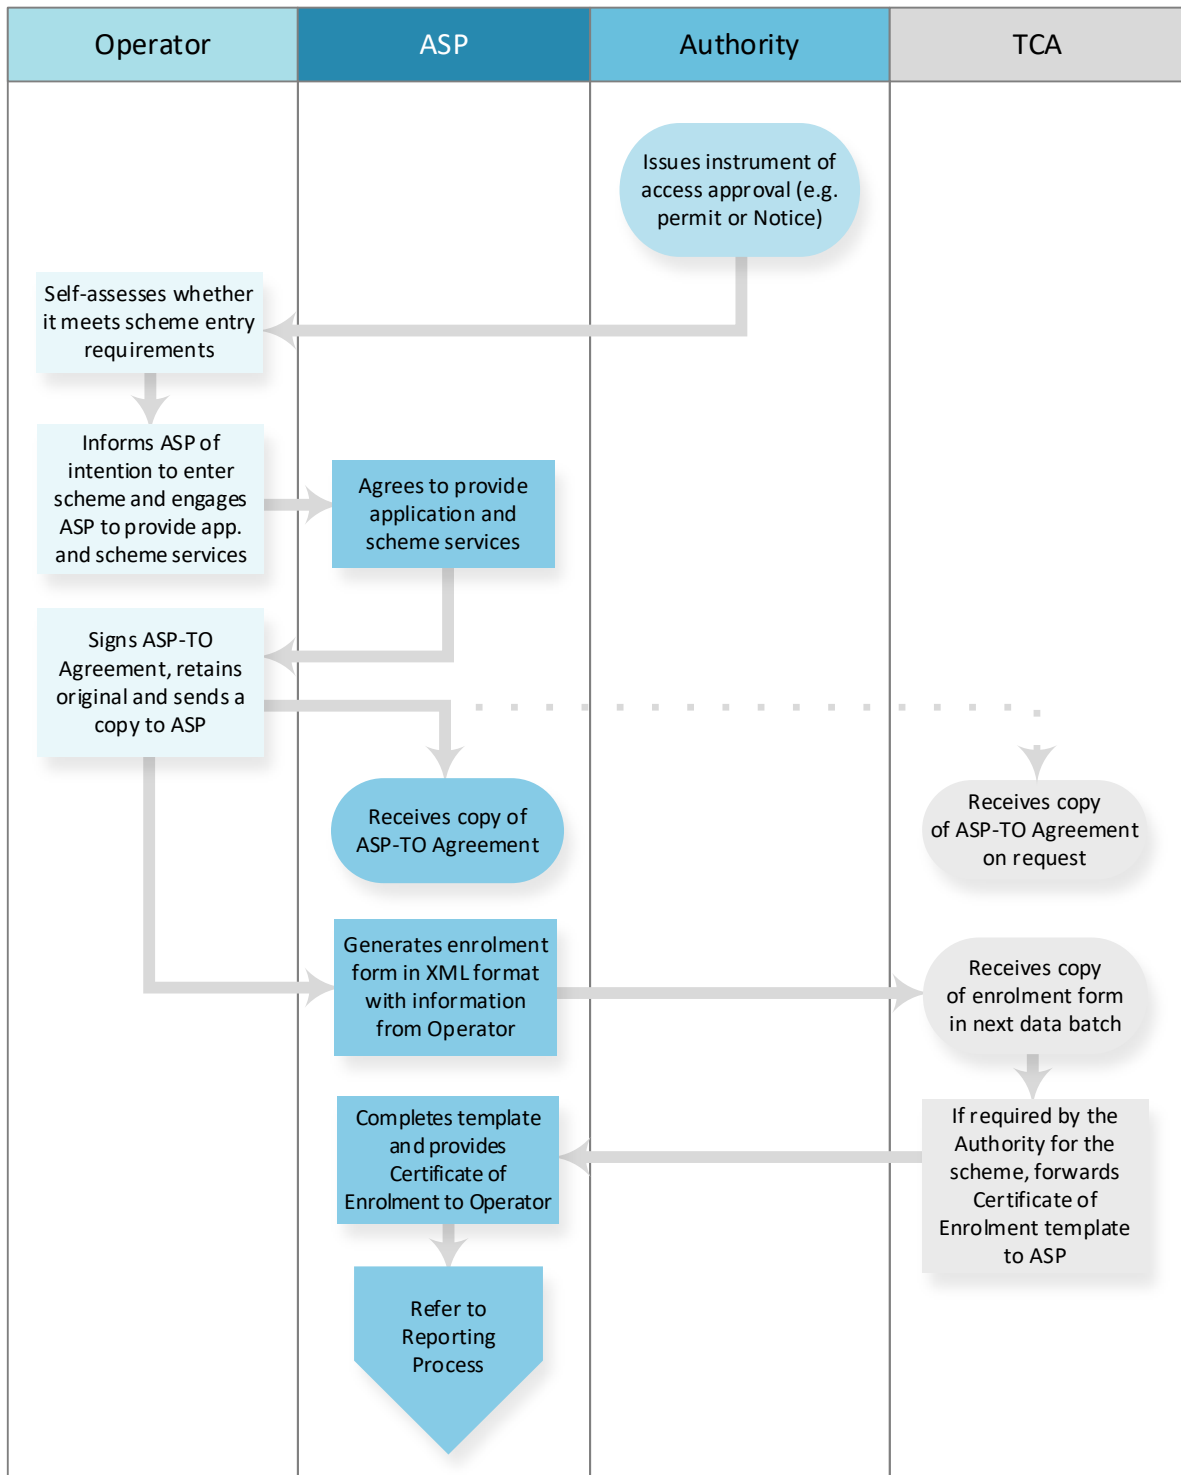 Operator
ASP
Authority
TCA
Issues instrument of
access approval (e.g.
permit or Notice)
Self-assesses whether
it meets scheme entry
requirements
Informs ASP of
intention to enter
scheme and engages
ASP to provide app.
and scheme services
Agrees to provide
application and
scheme services
Signs ASP-TO
Agreement, retains
original and sends a
copy to ASP
Receives copy of
ASP-TO Agreement
Receives copy
of ASP-TO Agreement
on request
Generates enrolment
form in XML format
with information
from Operator
Receives copy
of enrolment form
in next data batch
Completes template
and provides
Certificate of
Enrolment to Operator
If required by the
Authority for the
scheme, forwards
Certificate of
Enrolment template
to ASP
Refer to
Reporting
Process